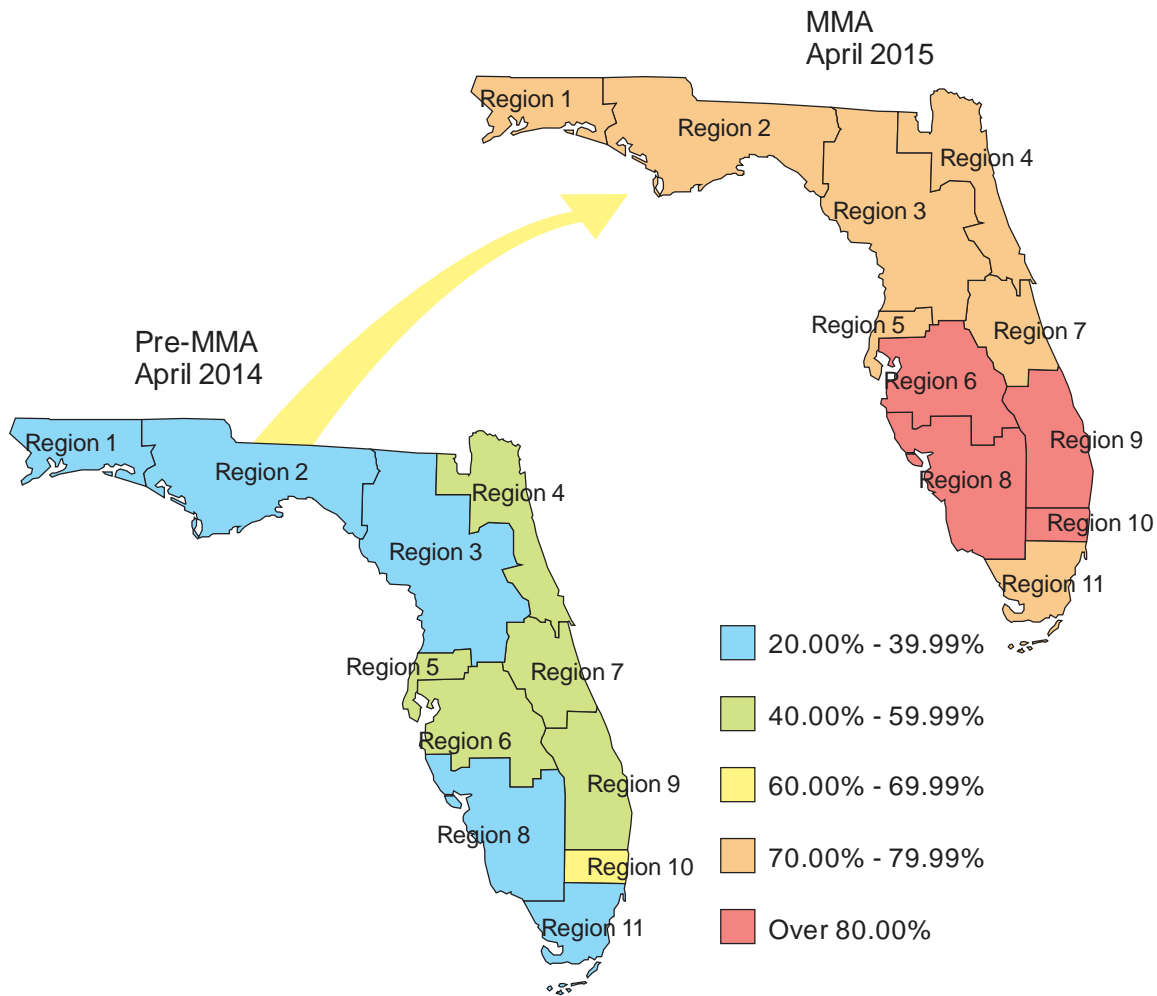 MMA
April 2015
Region 1
Region 2
Region 4
Region 3
Region 5
Region 7
Region 6
Region 9
Region 8
Region 10
Region 11
Pre-MMA
April 2014
Region 1
Region 2
Region 4
Region 3
Region 5
Region 7
Region 6
Region 9
Region 8
Region 10
Region 11
20.00% - 39.99%
40.00% - 59.99%
60.00% - 69.99%
70.00% - 79.99%
Over 80.00%